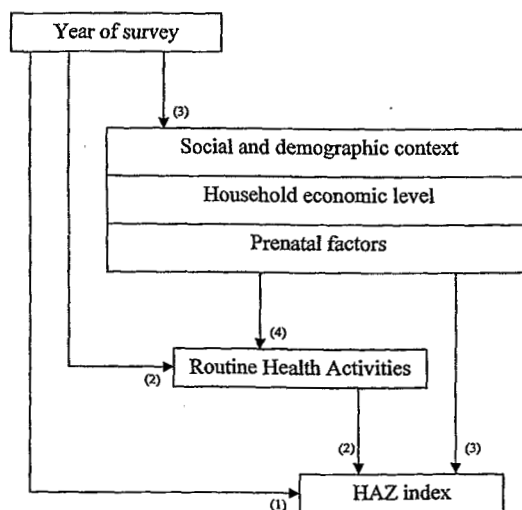 Year of survey
(3)
Social and demographic context
Household economic level
Prenatal factors
(4)
Routine Health Activities
(2)
(2)
(3)
HAZ index
(1)